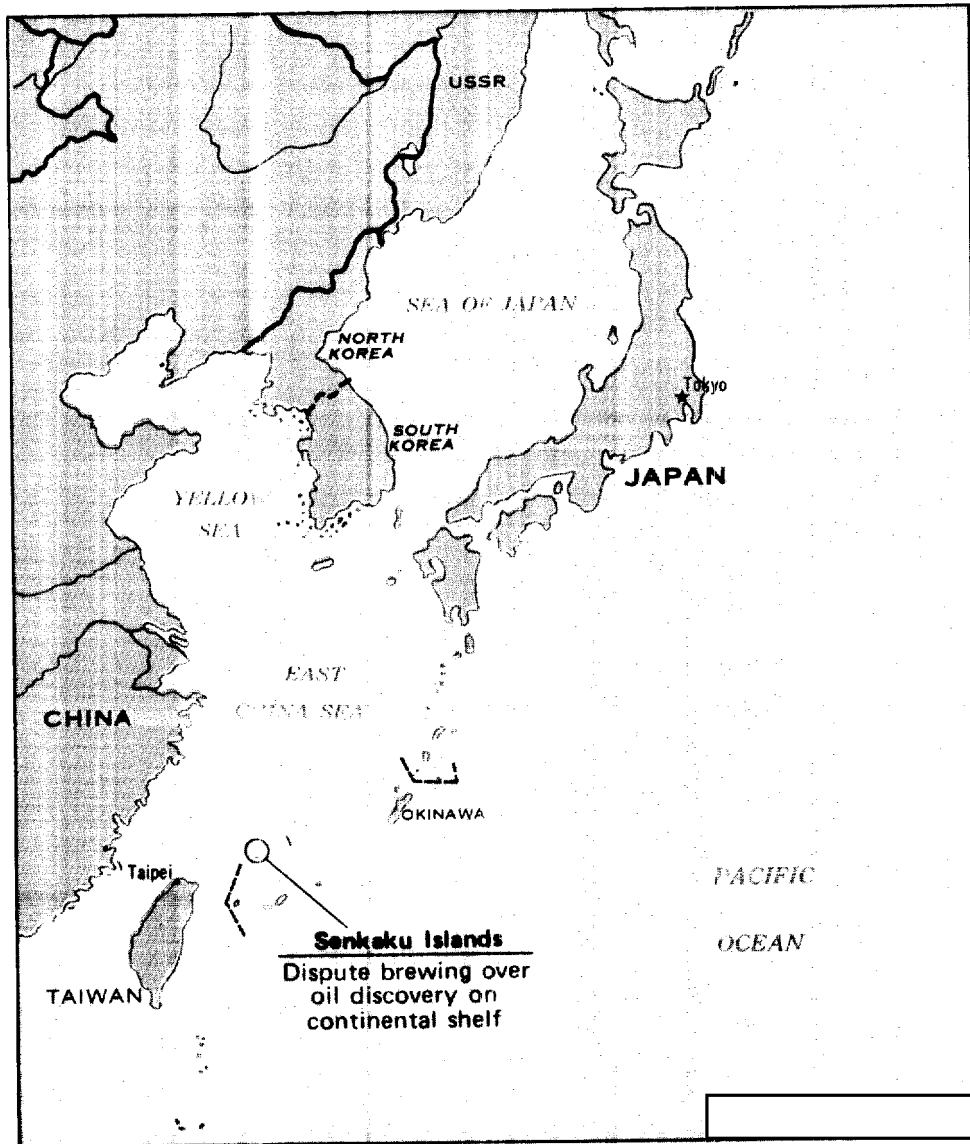 USSR
SEA OF JAPAN
NORTH
KOREA
Tokyo
SOUTH
KOREA
JAPAN
YELLOW
SEA
EAST
CHINA SEA
CHINA
OKINAWA
Taipei
PACIFIC
OCEAN
Senkaku Islands
Dispute brewing over
oil discovery on
continental shelf
TAIWAN